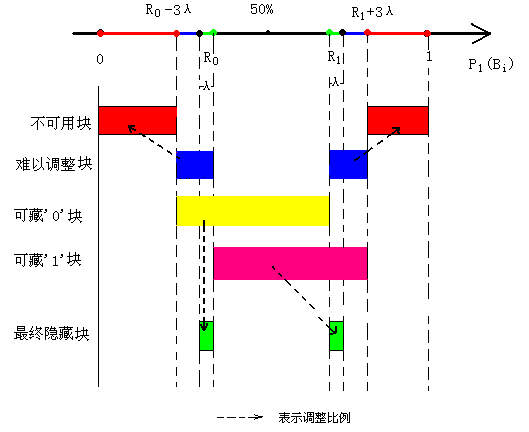 R0-3λ 50% R1+3λ
0 R0 R1 1 P1(Bi)
λ λ
不可用块
难以调整块
可藏'0'块
可藏'1'块
最终隐藏块
表示调整比例